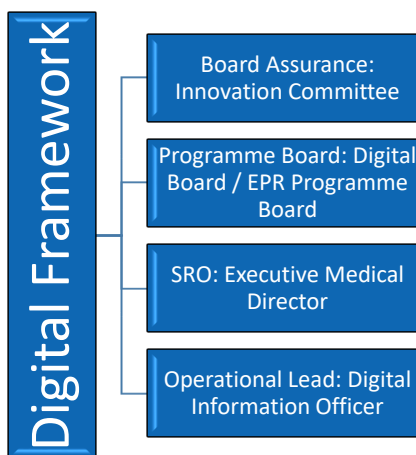 Digital Framework
Board Assurance:
Innovation Committee
Programme Board: Digital
Board / EPR Programme
Board
SRO: Executive Medical
Director
Operational Lead: Digital
Information Officer